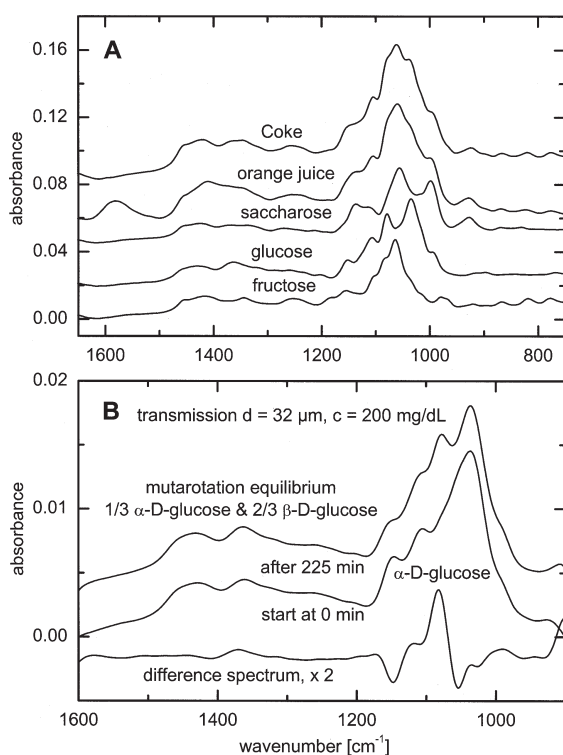 A
0.16
0.12
0.08
0.04
0.00
absorbance
Coke
orange juice
saccharose
glucose
fructose
1600 1400 1200 1000 800
B
transmission d = 32 µm, c = 200 mg/dL
0.02
0.01
0.00
absorbance
mutarotation equilibrium
1/3 α-D-glucose & 2/3 β-D-glucose
after 225 min
α-D-glucose
start at 0 min
difference spectrum, x 2
1600 1400 1200 1000
wavenumber [cm⁻¹]